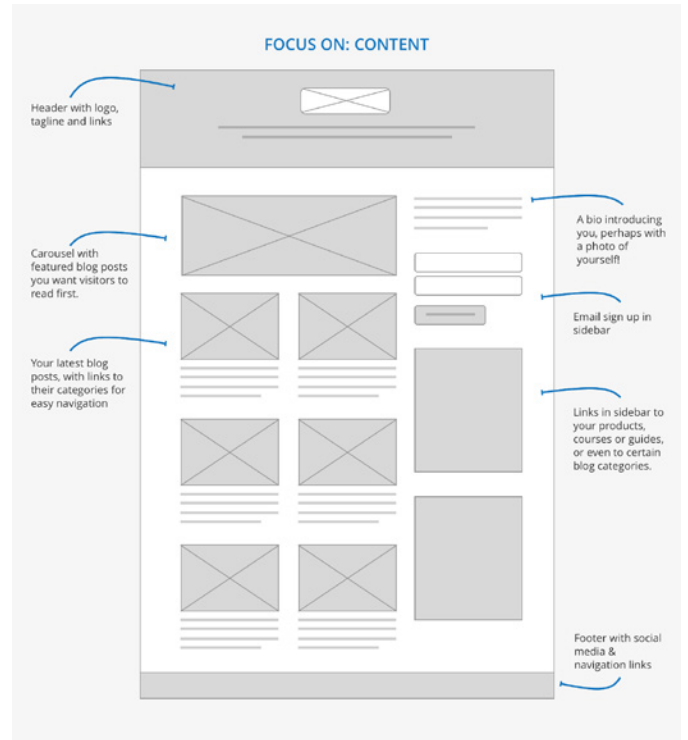 FOCUS ON: CONTENT
Header with logo,
tagline and links
Carousel with
featured blog posts
you want visitors to
read first.
Your latest blog
posts, with links to
their categories for
easy navigation
A bio introducing
you, perhaps with
a photo of
yourself!
Email sign up in
sidebar
Links in sidebar to
your products,
courses or guides,
or even to certain
blog categories.
Footer with social
media &
navigation links